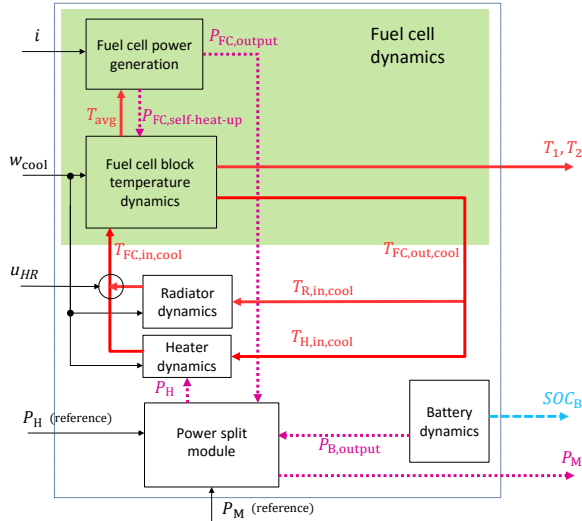 i
Fuel cell power
generation
P_FC,output
Fuel cell
dynamics
T_avg
P_FC,self-heat-up
w_cool
Fuel cell block
temperature
dynamics
T_1, T_2
T_FC,in,cool
T_FC,out,cool
u_HR
Radiator
dynamics
T_R,in,cool
Heater
dynamics
T_H,in,cool
P_H
P_H (reference)
Power split
module
Battery
dynamics
SOC_B
P_B,output
P_M
P_M (reference)